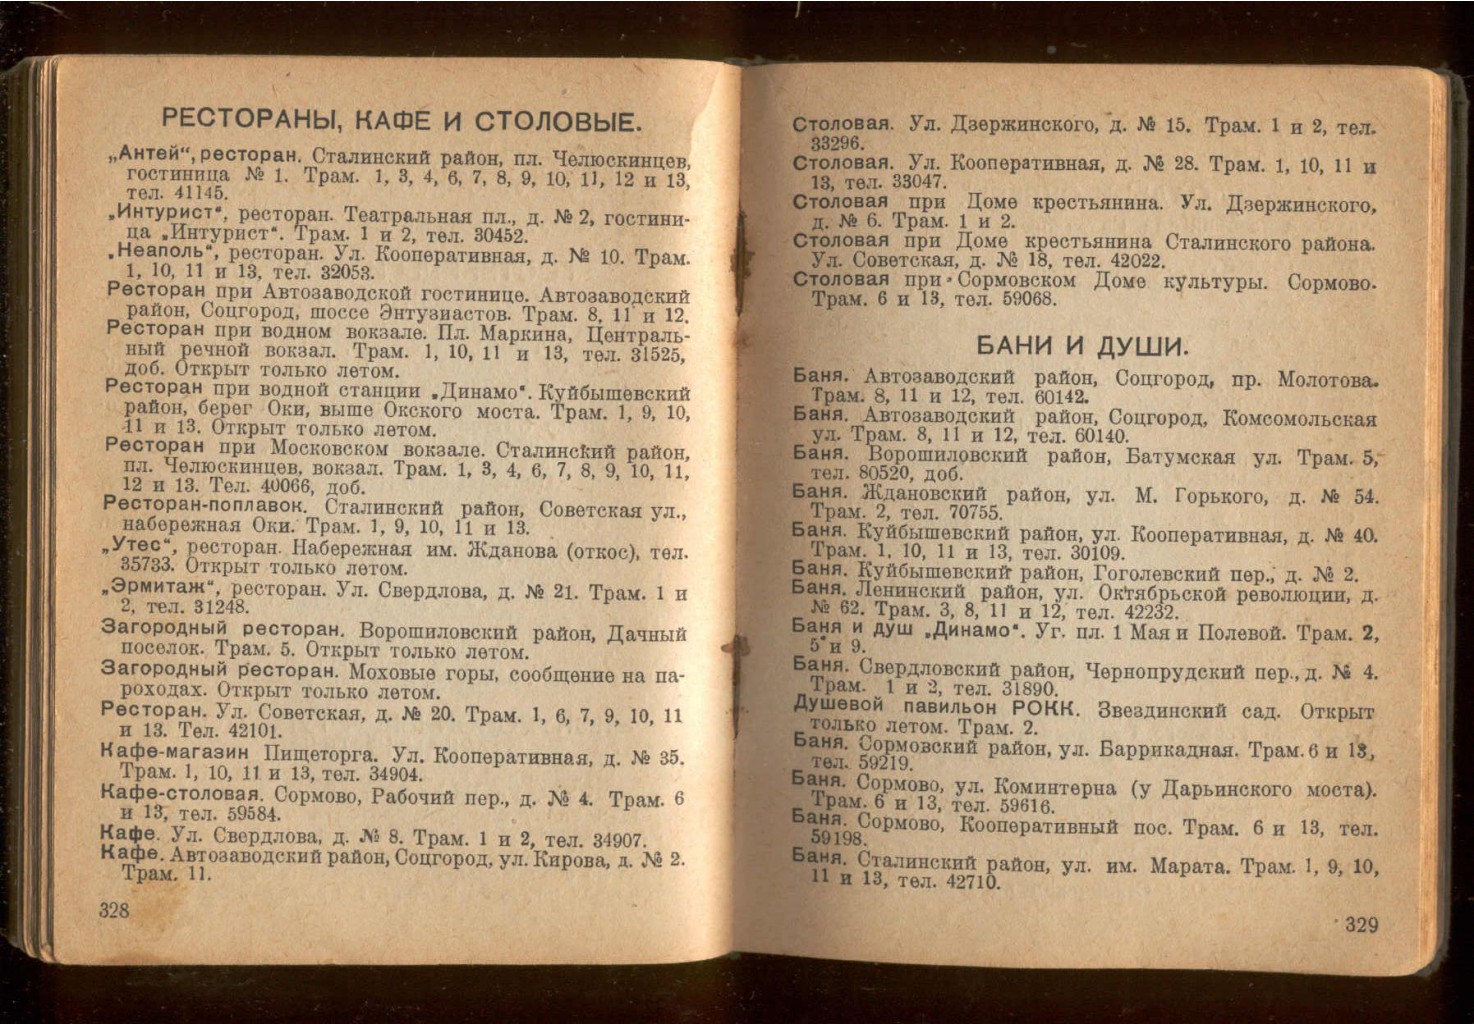 РЕСТОРАНЫ, КАФЕ И СТОЛОВЫЕ.
„Антей“, ресторан. Сталинский район, пл. Челюскинцев,
гостиница № 1. Трам. 1, 3, 4, 6, 7, 8, 9, 10, 11, 12 и 13,
тел. 41145.
„Интурист“, ресторан. Театральная пл., д. № 2, гостини-
ца „Интурист“. Трам. 1 и 2, тел. 30452.
„Неаполь“, ресторан. Ул. Кооперативная, д. № 10. Трам.
1, 10, 11 и 13, тел. 32058.
Ресторан при Автозаводской гостинице. Автозаводский
район, Соцгород, шоссе Энтузиастов. Трам. 8, 11 и 12.
Ресторан при водном вокзале. Пл. Маркина, Централь-
ный речной вокзал. Трам. 1, 10, 11 и 13, тел. 31525,
доб. Открыт только летом.
Ресторан при водной станции „Динамо“. Куйбышевский
район, берег Оки, выше Окского моста. Трам. 1, 9, 10,
11 и 13. Открыт только летом.
Ресторан при Московском вокзале. Сталинский район,
пл. Челюскинцев, вокзал. Трам. 1, 3, 4, 6, 7, 8, 9, 10, 11,
12 и 13. Тел. 40066, доб.
Ресторан-поплавок. Сталинский район, Советская ул.,
набережная Оки. Трам. 1, 9, 10, 11 и 13.
„Утес“, ресторан. Набережная им. Жданова (откос), тел.
35733. Открыт только летом.
„Эрмитаж“, ресторан. Ул. Свердлова, д. № 21. Трам. 1 и
2, тел. 31248.
Загородный ресторан. Ворошиловский район, Дачный
поселок. Трам. 5. Открыт только летом.
Загородный ресторан. Моховые горы, сообщение на па-
роходах. Открыт только летом.
Ресторан. Ул. Советская, д. № 20. Трам. 1, 6, 7, 9, 10, 11
и 13. Тел. 42101.
Кафе-магазин Пищеторга. Ул. Кооперативная, д. № 35.
Трам. 1, 10, 11 и 13, тел. 34904.
Кафе-столовая. Сормово, Рабочий пер., д. № 4. Трам. 6
и 13, тел. 59584.
Кафе. Ул. Свердлова, д. № 8. Трам. 1 и 2, тел. 34907.
Кафе. Автозаводский район, Соцгород, ул. Кирова, д. № 2.
Трам. 11.
328
Столовая. Ул. Дзержинского, д. № 15. Трам. 1 и 2, тел.
33296.
Столовая. Ул. Кооперативная, д. № 28. Трам. 1, 10, 11 и
13, тел. 33047.
Столовая при Доме крестьянина. Ул. Дзержинского,
д. № 6. Трам. 1 и 2.
Столовая при Доме крестьянина Сталинского района.
Ул. Советская, д. № 18, тел. 42022.
Столовая при Сормовском Доме культуры. Сормово.
Трам. 6 и 13, тел. 59068.
БАНИ И ДУШИ.
Баня. Автозаводский район, Соцгород, пр. Молотова.
Трам. 8, 11 и 12, тел. 60142.
Баня. Автозаводский район, Соцгород, Комсомольская
ул. Трам. 8, 11 и 12, тел. 60140.
Баня. Ворошиловский район, Батумская ул. Трам. 5,
тел. 80520, доб.
Баня. Ждановский район, ул. М. Горького, д. № 54.
Трам. 2, тел. 70755.
Баня. Куйбышевский район, ул. Кооперативная, д. № 40.
Трам. 1, 10, 11 и 13, тел. 30109.
Баня. Куйбышевский район, Гоголевский пер., д. № 2.
Баня. Ленинский район, ул. Октябрьской революции, д.
№ 62. Трам. 3, 8, 11 и 12, тел. 42232.
Баня и душ „Динамо“. Уг. пл. 1 Мая и Полевой. Трам. 2,
5 и 9.
Баня. Свердловский район, Чернопрудский пер., д. № 4.
Трам. 1 и 2, тел. 31890.
Душевой павильон РОКК. Звездинский сад. Открыт
только летом. Трам. 2.
Баня. Сормовский район, ул. Баррикадная. Трам. 6 и 13,
тел. 59219.
Баня. Сормово, ул. Коминтерна (у Дарьинского моста).
Трам. 6 и 13, тел. 59616.
Баня. Сормово, Кооперативный пос. Трам. 6 и 13, тел.
59198.
Баня. Сталинский район, ул. им. Марата. Трам. 1, 9, 10,
11 и 13, тел. 42710.
329